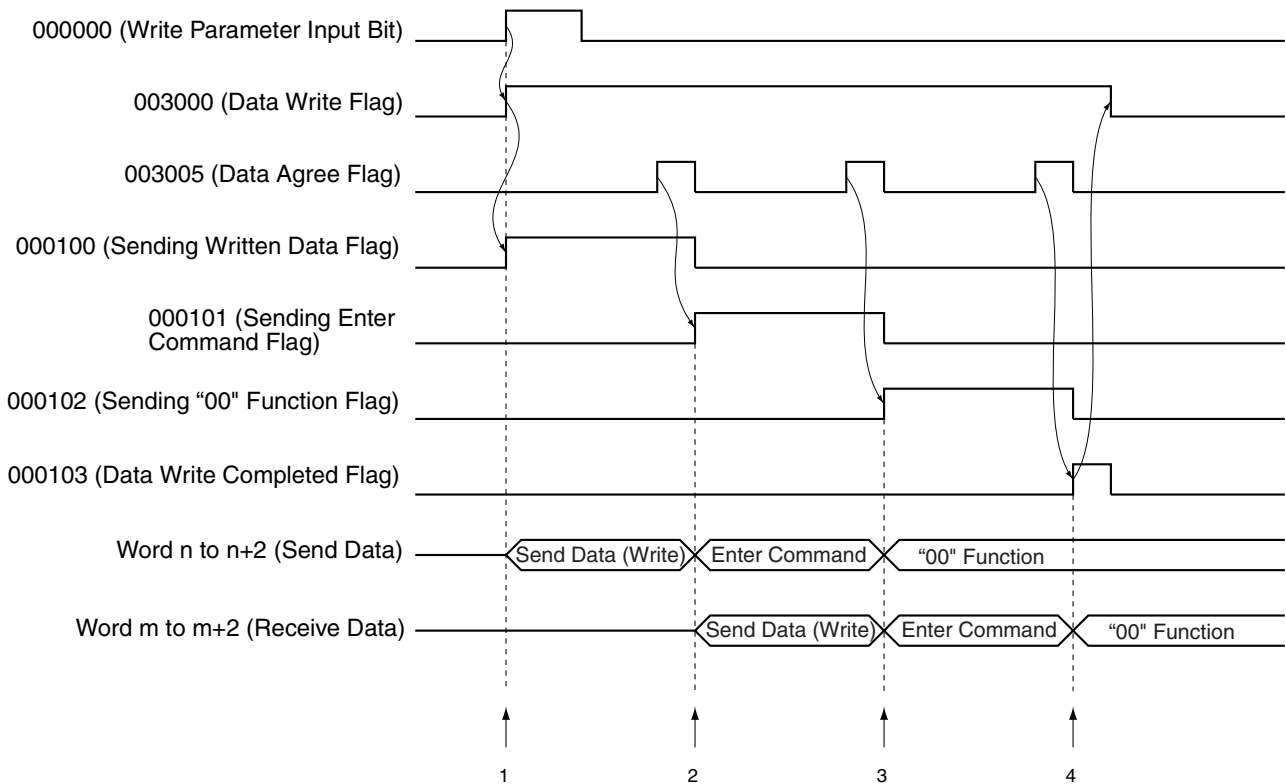 000000 (Write Parameter Input Bit)
003000 (Data Write Flag)
003005 (Data Agree Flag)
000100 (Sending Written Data Flag)
000101 (Sending Enter
Command Flag)
000102 (Sending “00" Function Flag)
000103 (Data Write Completed Flag)
Word n to n+2 (Send Data)
Send Data (Write)
Enter Command
“00" Function
Word m to m+2 (Receive Data)
Send Data (Write)
Enter Command
“00" Function
1
2
3
4